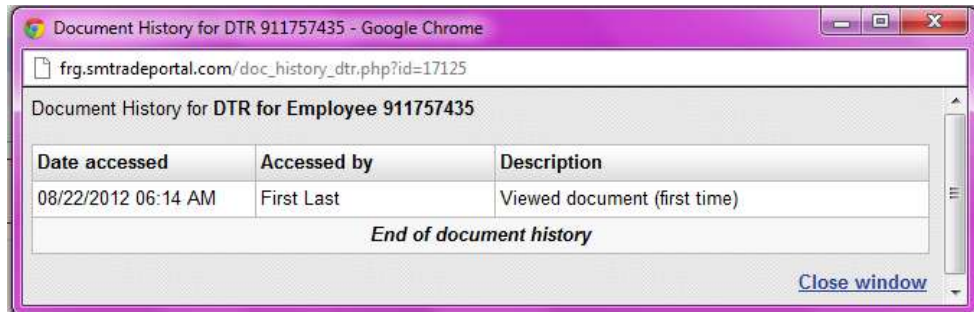 Document History for DTR 911757435 - Google Chrome
frg.smtradeportal.com/doc_history_dtr.php?id=17125
Document History for DTR for Employee 911757435
Date accessed Accessed by Description
08/22/2012 06:14 AM First Last Viewed document (first time)
End of document history
Close window